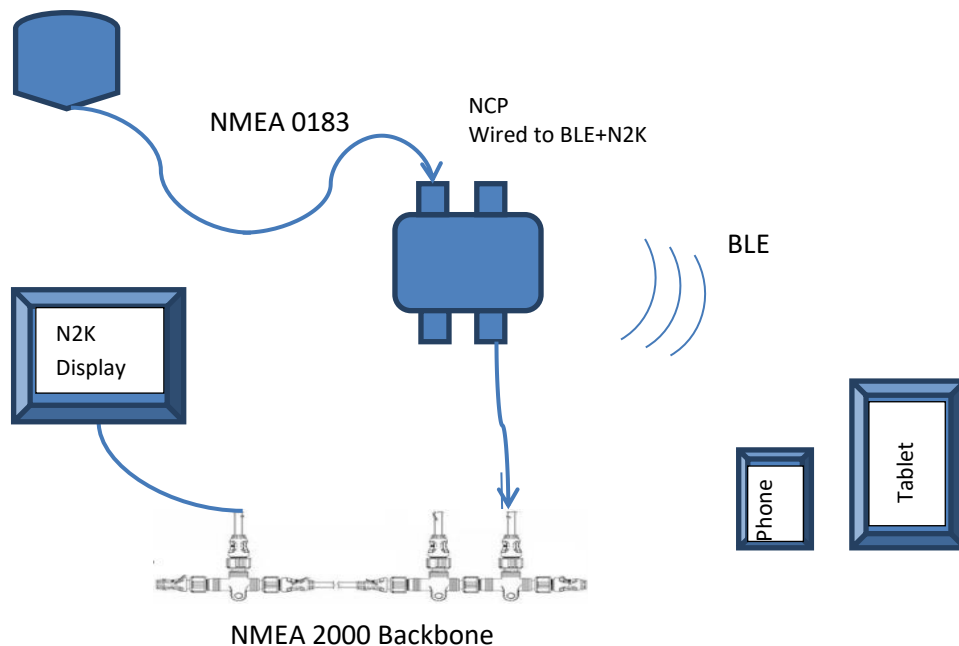 NMEA 0183
NCP
Wired to BLE+N2K
BLE
N2K
Display
Phone
Tablet
NMEA 2000 Backbone